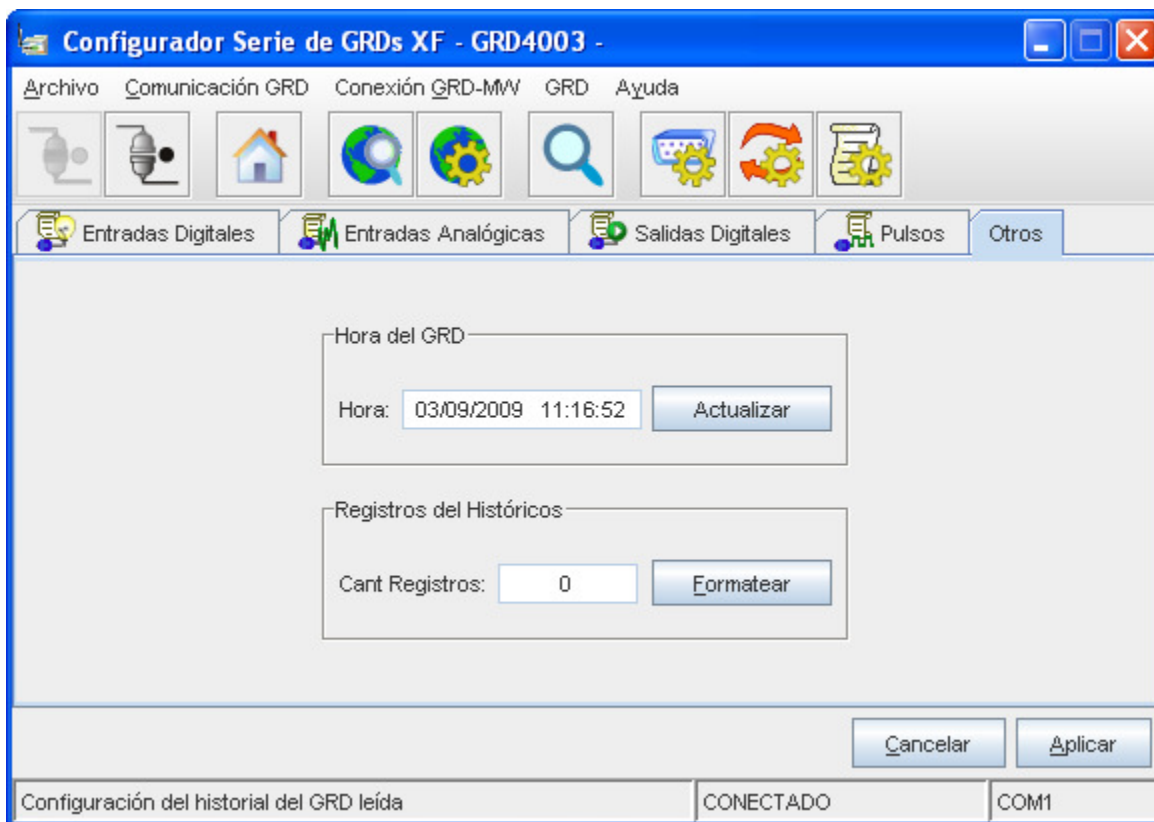 Configurador Serie de GRDs XF - GRD4003 -
Archivo Comunicación GRD Conexión GRD-MW GRD Ayuda
Entradas Digitales Entradas Analógicas Salidas Digitales Pulsos Otros
Hora del GRD
Hora: 03/09/2009 11:16:52 Actualizar
Registros del Históricos
Cant Registros: 0 Formatear
Cancelar Aplicar
Configuración del historial del GRD leída CONECTADO COM1